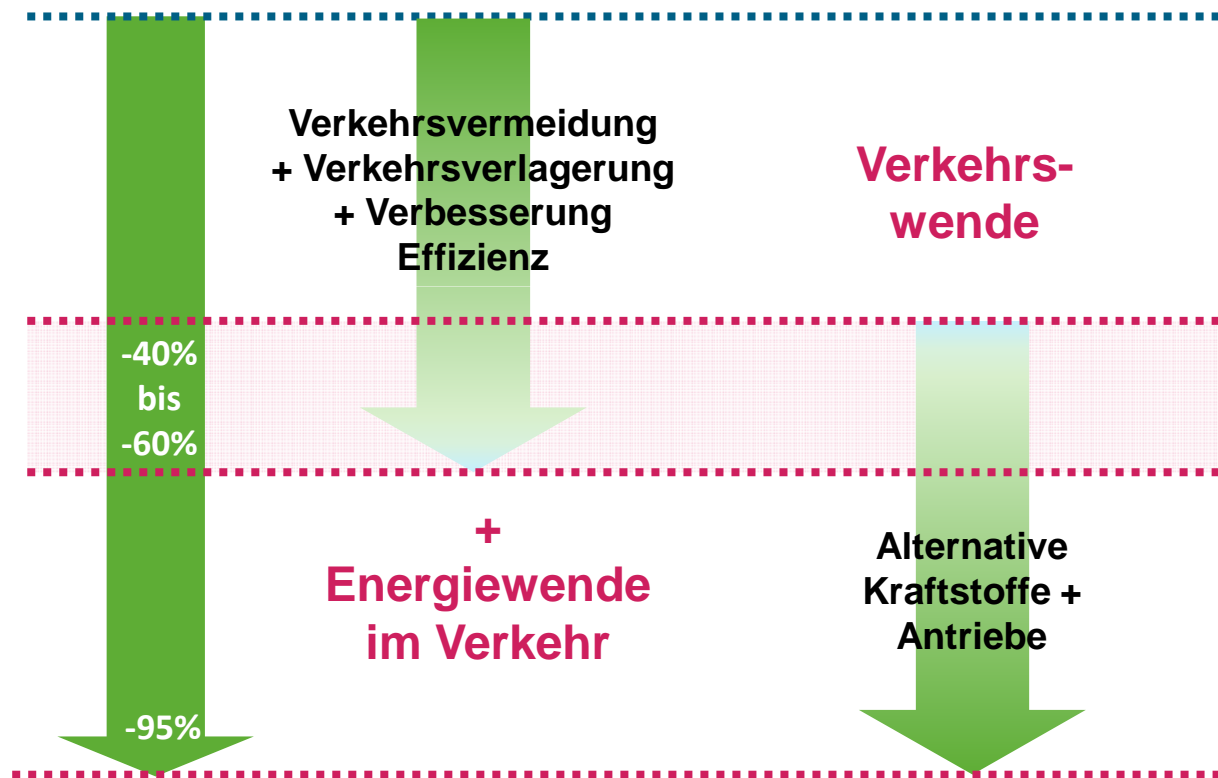 Verkehrsvermeidung
+ Verkehrsverlagerung
+ Verbesserung
Effizienz
Verkehrs-
wende
-40%
bis
-60%
+
Energiewende
im Verkehr
Alternative
Kraftstoffe +
Antriebe
-95%